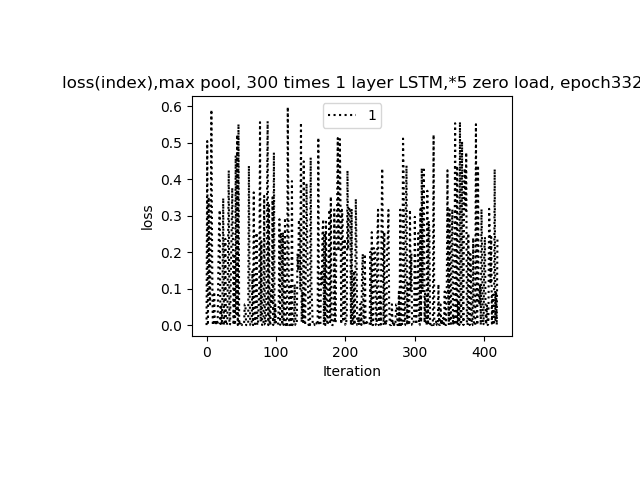 loss(index),max pool, 300 times 1 layer LSTM,*5 zero load, epoch332
1
0.6
0.5
0.4
0.3
0.2
0.1
0.0
loss
0 100 200 300 400
Iteration